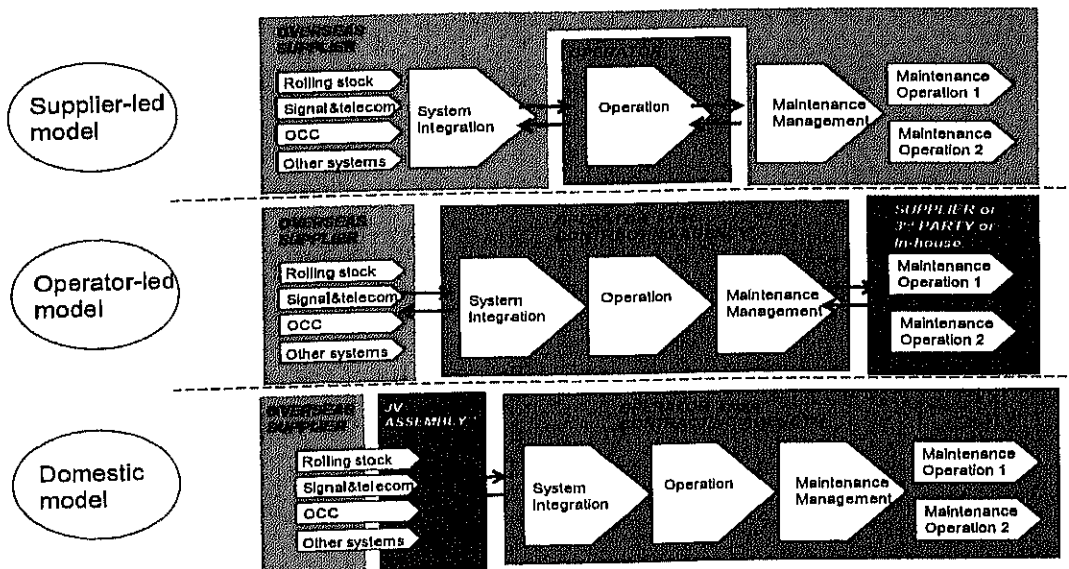 OVERSEAS
SUPPLIER
OPERATOR
Rolling stock
Signal&telecom
OCC
Other systems
System
Integration
Operation
Maintenance
Management
Maintenance
Operation 1
Maintenance
Operation 2
Supplier-led
model
OVERSEAS
SUPPLIER
SUPPLIER or
3rd PARTY or
In-house
Rolling stock
Signal&telecom
OCC
Other systems
System
Integration
Operation
Maintenance
Management
Maintenance
Operation 1
Maintenance
Operation 2
Operator-led
model
OVERSEAS
SUPPLIER
JV
ASSEMBLY
Rolling stock
Signal&telecom
OCC
Other systems
System
Integration
Operation
Maintenance
Management
Maintenance
Operation 1
Maintenance
Operation 2
Domestic
model